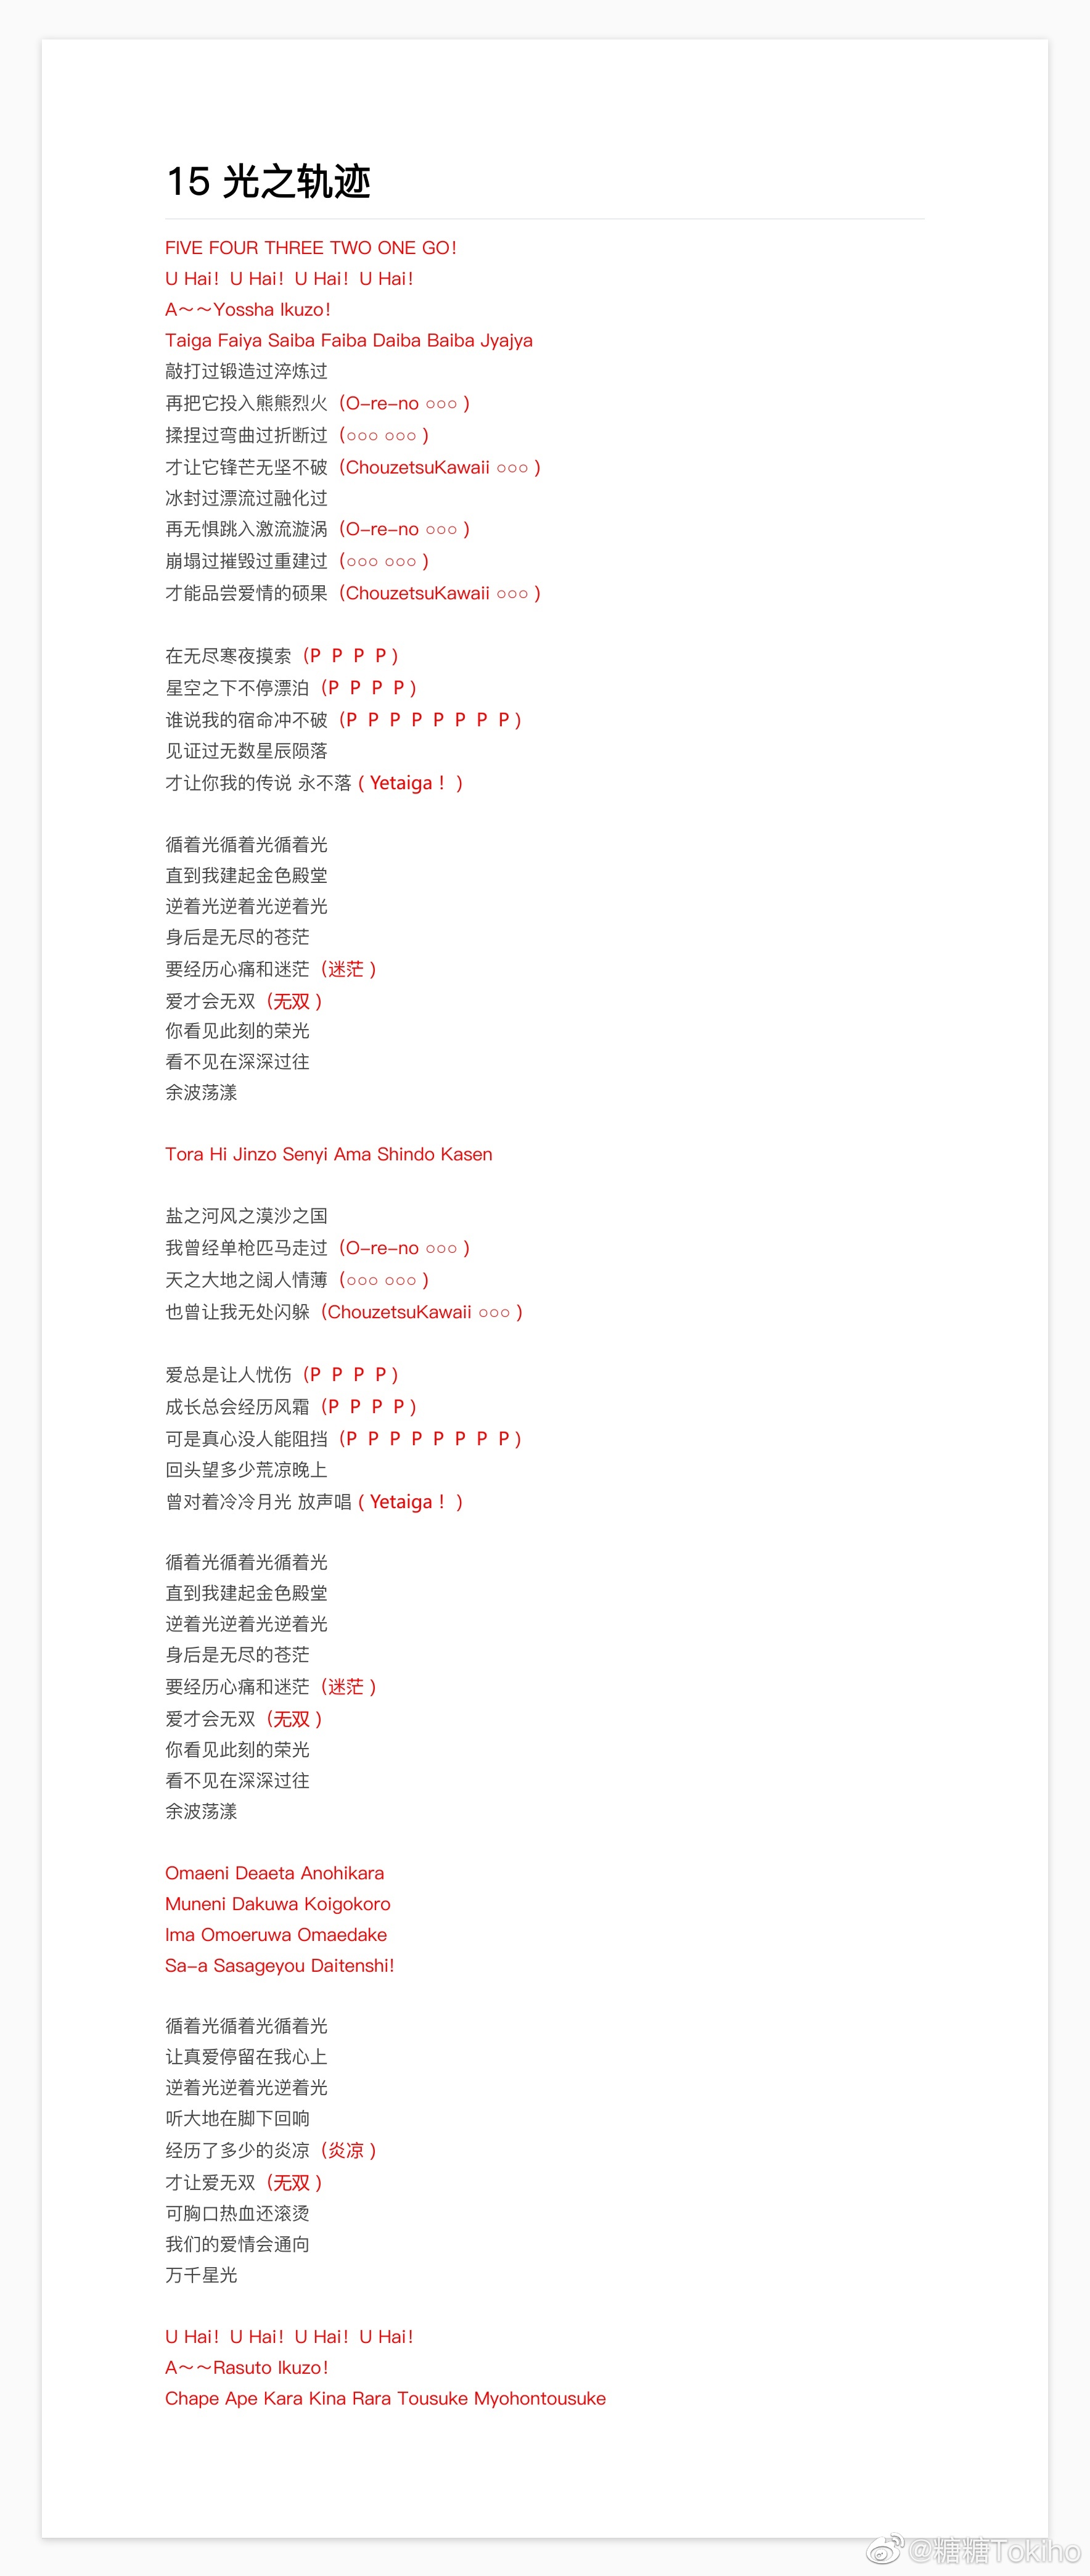 15 光之轨迹
FIVE FOUR THREE TWO ONE GO！
U Hai！U Hai！U Hai！U Hai！
A～～Yossha Ikuzo！
Taiga Faiya Saiba Faiba Daiba Baiba Jyajya
敲打过锻造过淬炼过
再把它投入熊熊烈火（O-re-no ○○○ ）
揉捏过弯曲过折断过（○○○ ○○○ ）
才让它锋芒无坚不破（ChouzetsuKawaii ○○○ ）
冰封过漂流过融化过
再无惧跳入激流漩涡（O-re-no ○○○ ）
崩塌过摧毁过重建过（○○○ ○○○ ）
才能品尝爱情的硕果（ChouzetsuKawaii ○○○ ）
在无尽寒夜摸索（P P P P ）
星空之下不停漂泊（P P P P ）
谁说我的宿命冲不破（P P P P P P P P ）
见证过无数星辰陨落
才让你我的传说 永不落 ( Yetaiga！ )
循着光循着光循着光
直到我建起金色殿堂
逆着光逆着光逆着光
身后是无尽的苍茫
要经历心痛和迷茫（迷茫 ）
爱才会无双（无双 ）
你看见此刻的荣光
看不见在深深过往
余波荡漾
Tora Hi Jinzo Senyi Ama Shindo Kasen
盐之河风之漠沙之国
我曾经单枪匹马走过（O-re-no ○○○ ）
天之大地之阔人情薄（○○○ ○○○ ）
也曾让我无处闪躲（ChouzetsuKawaii ○○○ ）
爱总是让人忧伤（P P P P ）
成长总会经历风霜（P P P P ）
可是真心没人能阻挡（P P P P P P P P ）
回头望多少荒凉晚上
曾对着冷冷月光 放声唱 ( Yetaiga！ )
循着光循着光循着光
直到我建起金色殿堂
逆着光逆着光逆着光
身后是无尽的苍茫
要经历心痛和迷茫（迷茫 ）
爱才会无双（无双 ）
你看见此刻的荣光
看不见在深深过往
余波荡漾
Omaeni Deaeta Anohikara
Muneni Dakuwa Koigokoro
Ima Omoeruwa Omaedake
Sa-a Sasageyou Daitenshi!
循着光循着光循着光
让真爱停留在我心上
逆着光逆着光逆着光
听大地在脚下回响
经历了多少的炎凉（炎凉 ）
才让爱无双（无双 ）
可胸口热血还滚烫
我们的爱情会通向
万千星光
U Hai！U Hai！U Hai！U Hai！
A～～Rasuto Ikuzo！
Chape Ape Kara Kina Rara Tousuke Myohontousuke
@糖糖Tokiho